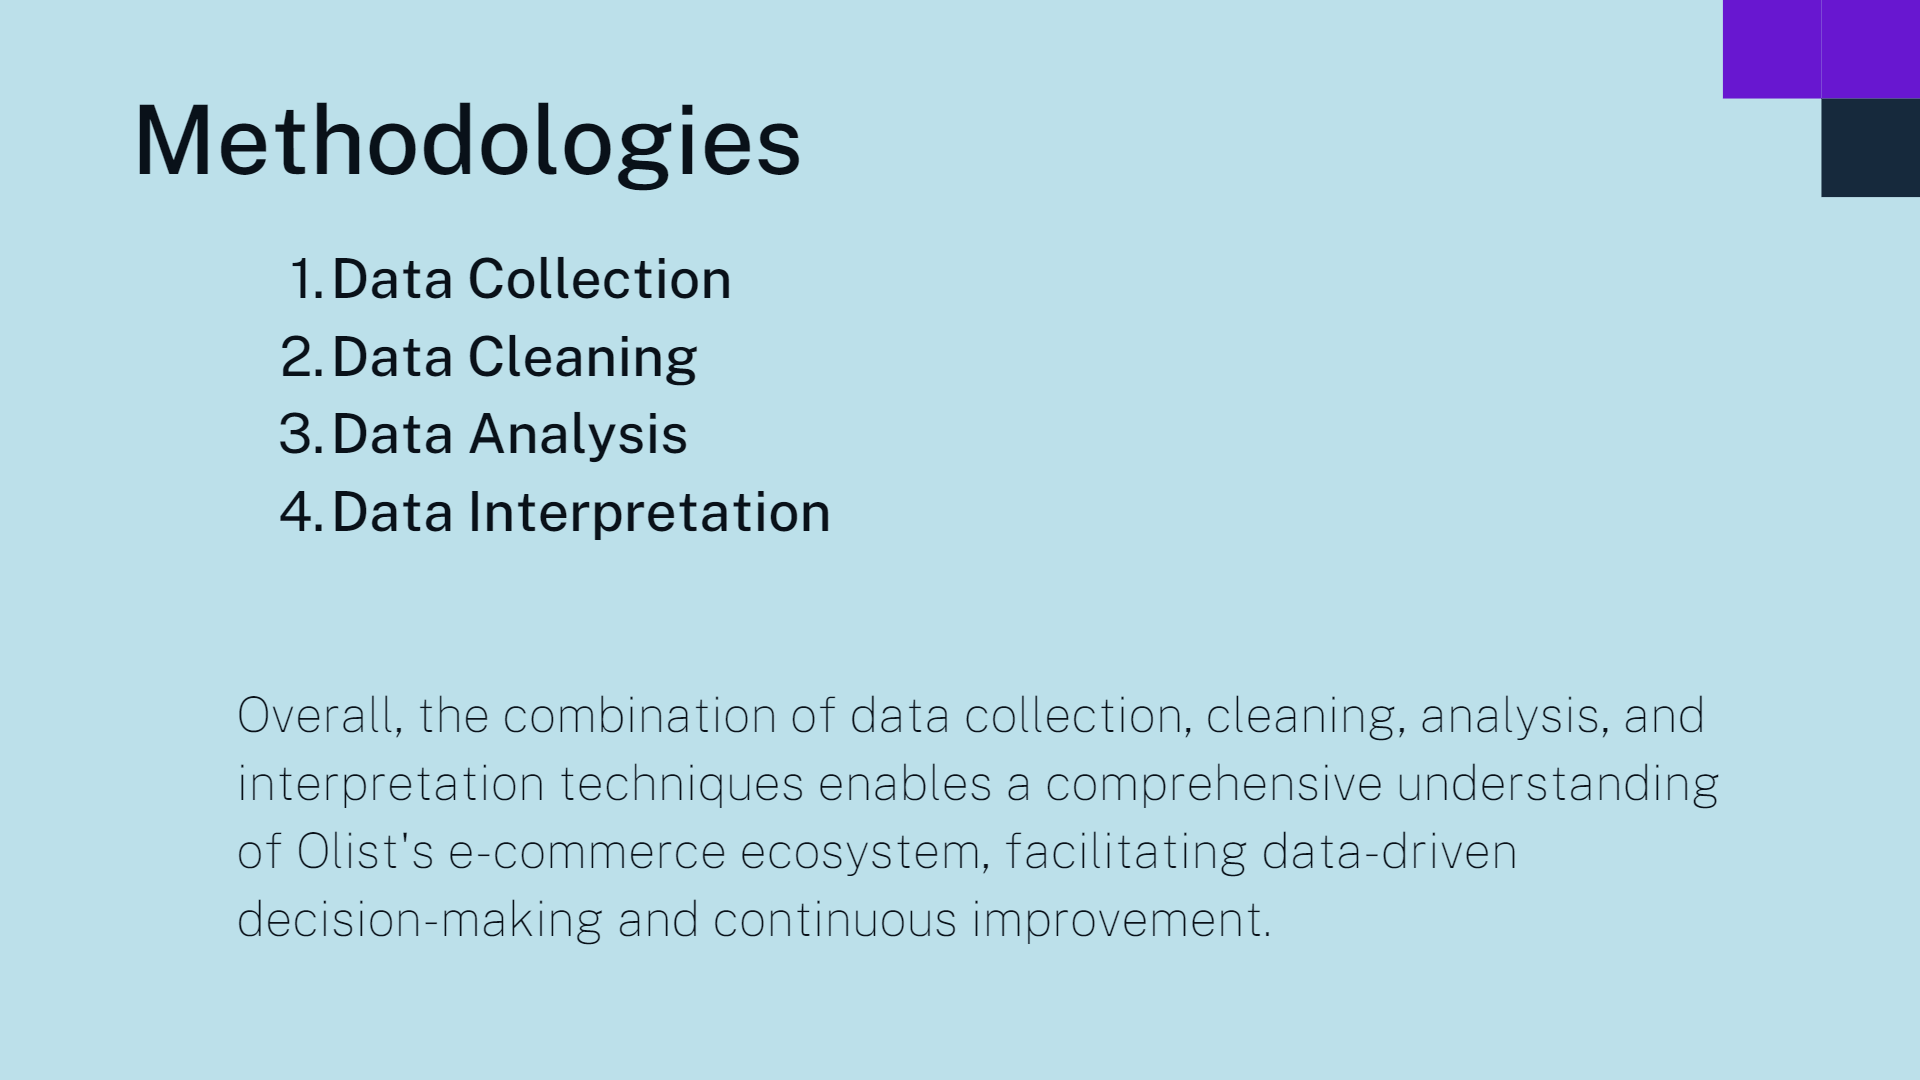 Methodologies
1. Data Collection
2. Data Cleaning
3. Data Analysis
4. Data Interpretation
Overall, the combination of data collection, cleaning, analysis, and
interpretation techniques enables a comprehensive understanding
of Olist's e-commerce ecosystem, facilitating data-driven
decision-making and continuous improvement.